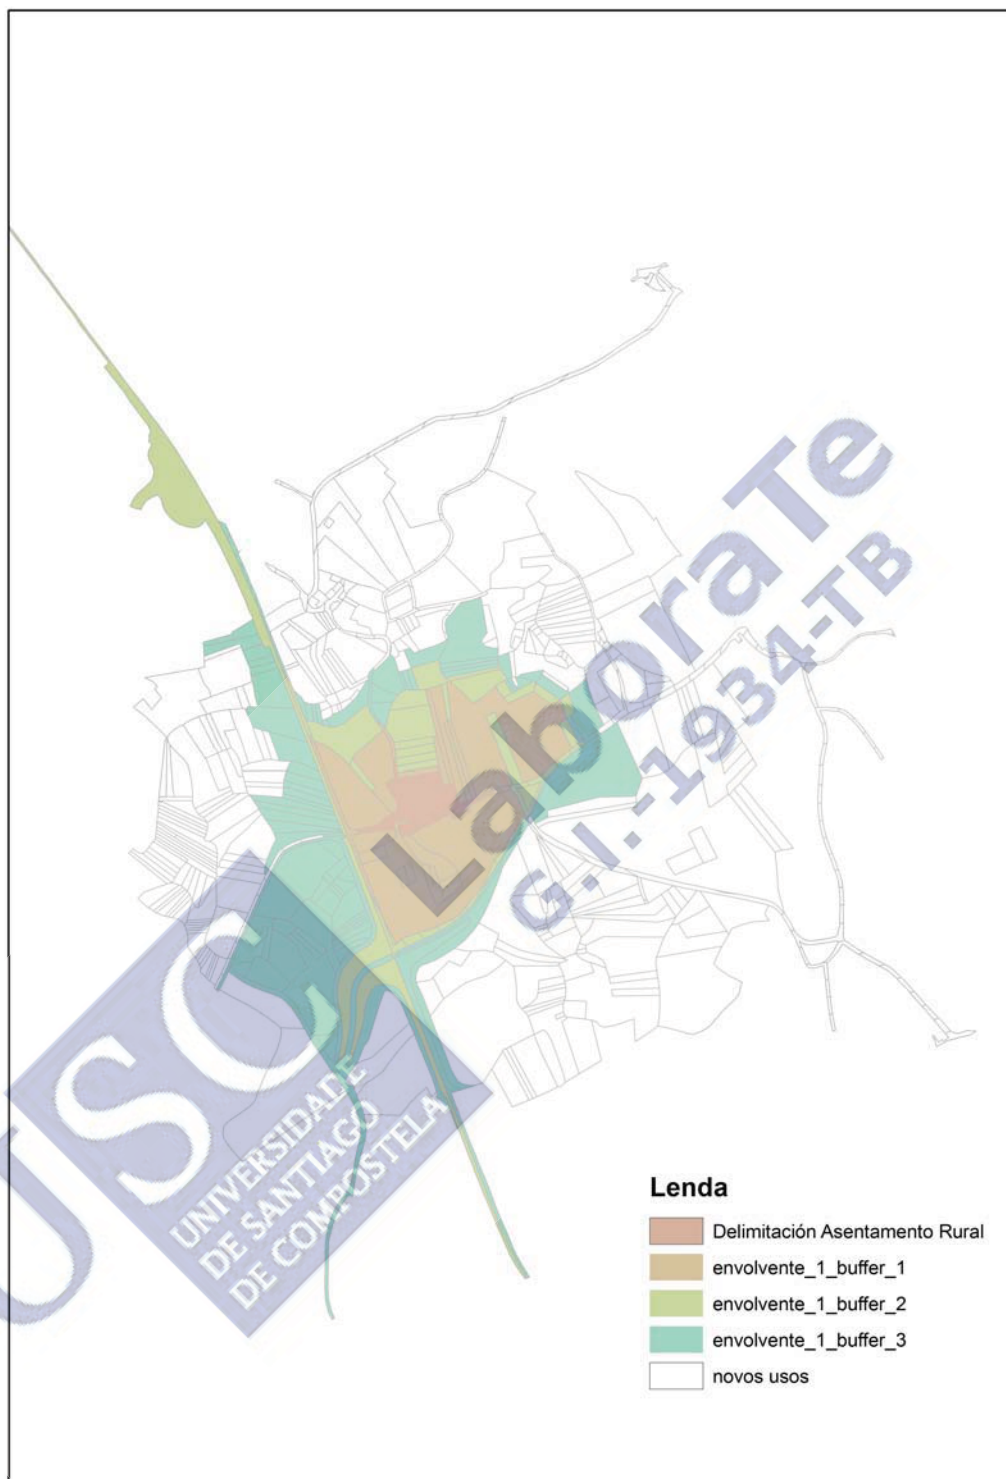 LaboraTe
G.I.-1934-TB
USC
UNIVERSIDADE
DE SANTIAGO
DE COMPOSTELA
Lenda
Delimitación Asentamento Rural
envolvente_1_buffer_1
envolvente_1_buffer_2
envolvente_1_buffer_3
novos usos